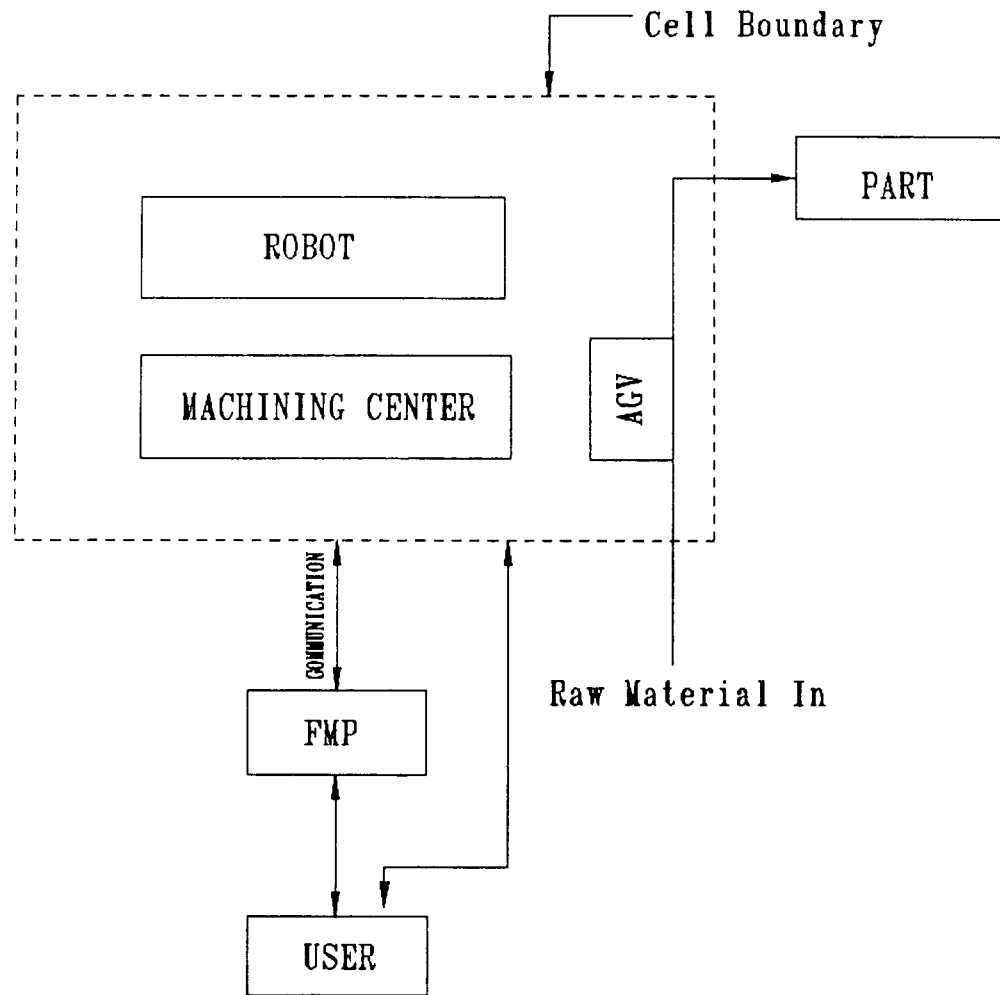 Cell Boundary
PART
ROBOT
MACHINING CENTER
AGV
COMMUNICATION
Raw Material In
FMP
USER